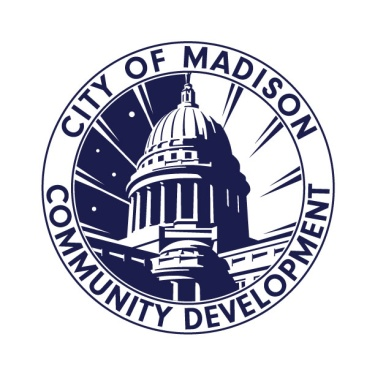 CITY OF MADISON
COMMUNITY DEVELOPMENT